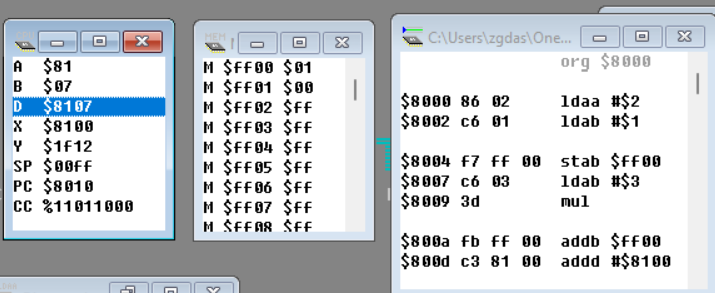 A $81
B $07
D $8107
X $8100
Y $1f12
SP $00ff
PC $8010
CC %11011000
MEM
M $ff00 $01
M $ff01 $00
M $ff02 $ff
M $ff03 $ff
M $ff04 $ff
M $ff05 $ff
M $ff06 $ff
M $ff07 $ff
M $ff08 $ff
C:\Users\zgdas\One...
org $8000
$8000 86 02 ldaa #$2
$8002 c6 01 ldab #$1
$8004 f7 ff 00 stab $ff00
$8007 c6 03 ldab #$3
$8009 3d mul
$800a fb ff 00 addb $ff00
$800d c3 81 00 addd #$8100